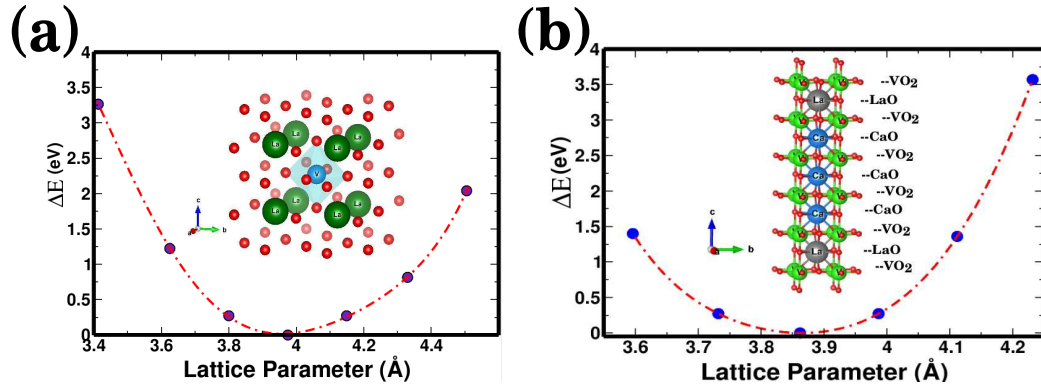 (a)
ΔE (eV)
4
3.5
3
2.5
2
1.5
1
0.5
0
3.4 3.6 3.8 4 4.2 4.4
Lattice Parameter (Å)
La La
La La
V
La La
La La
c
a b
(b)
ΔE (eV)
4
3.5
3
2.5
2
1.5
1
0.5
0
3.6 3.7 3.8 3.9 4 4.1 4.2
Lattice Parameter (Å)
--VO2
La --LaO
--VO2
Ca --CaO
--VO2
Ca --CaO
--VO2
Ca --CaO
--VO2
La --LaO
--VO2
c
a b